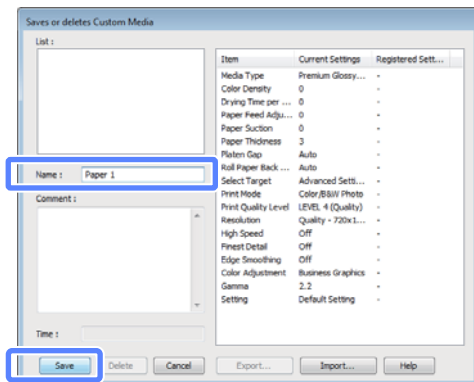 Saves or deletes Custom Media
List :
Item Current Settings Registered Sett...
Media Type Premium Glossy... -
Color Density 0 -
Drying Time per ... 0 -
Paper Feed Adju... 0 -
Paper Suction 0 -
Paper Thickness 3 -
Platen Gap Auto -
Roll Paper Back ... Auto -
Select Target Advanced Setti... -
Print Mode Color/B&W Photo -
Print Quality Level LEVEL 4 (Quality) -
Resolution Quality - 720x1... -
High Speed Off -
Finest Detail Off -
Edge Smoothing Off -
Color Adjustment Business Graphics -
Gamma 2.2 -
Setting Default Setting -
Name : Paper 1
Comment :
Time :
Save Delete Cancel Export... Import... Help